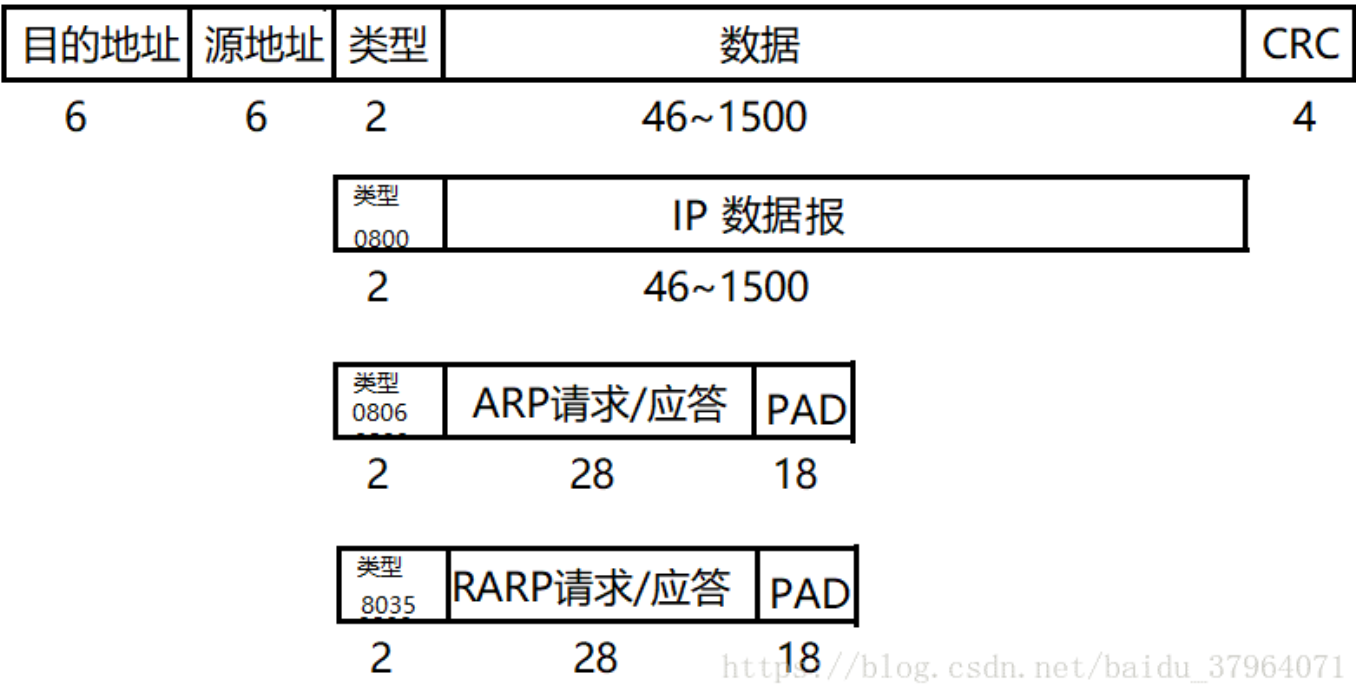 目的地址 源地址 类型 数据 CRC
6 6 2 46~1500 4
类型 IP 数据报
0800
2 46~1500
类型 ARP请求/应答 PAD
0806
2 28 18
类型 RARP请求/应答 PAD
8035
2 28 18
https://blog.csdn.net/baidu_37964071